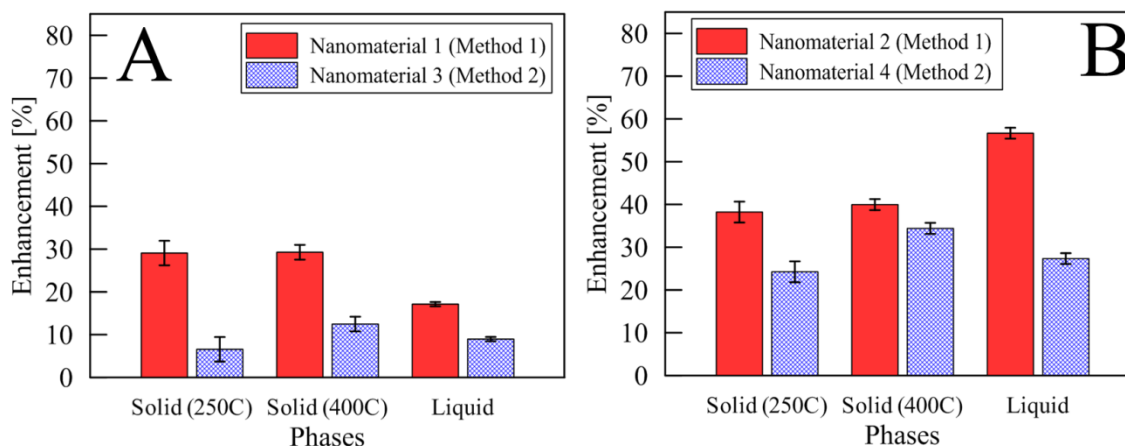 A
Nanomaterial 1 (Method 1)
Nanomaterial 3 (Method 2)
Enhancement [%]
80
70
60
50
40
30
20
10
0
Solid (250C) Solid (400C) Liquid
Phases
B
Nanomaterial 2 (Method 1)
Nanomaterial 4 (Method 2)
Enhancement [%]
80
70
60
50
40
30
20
10
0
Solid (250C) Solid (400C) Liquid
Phases